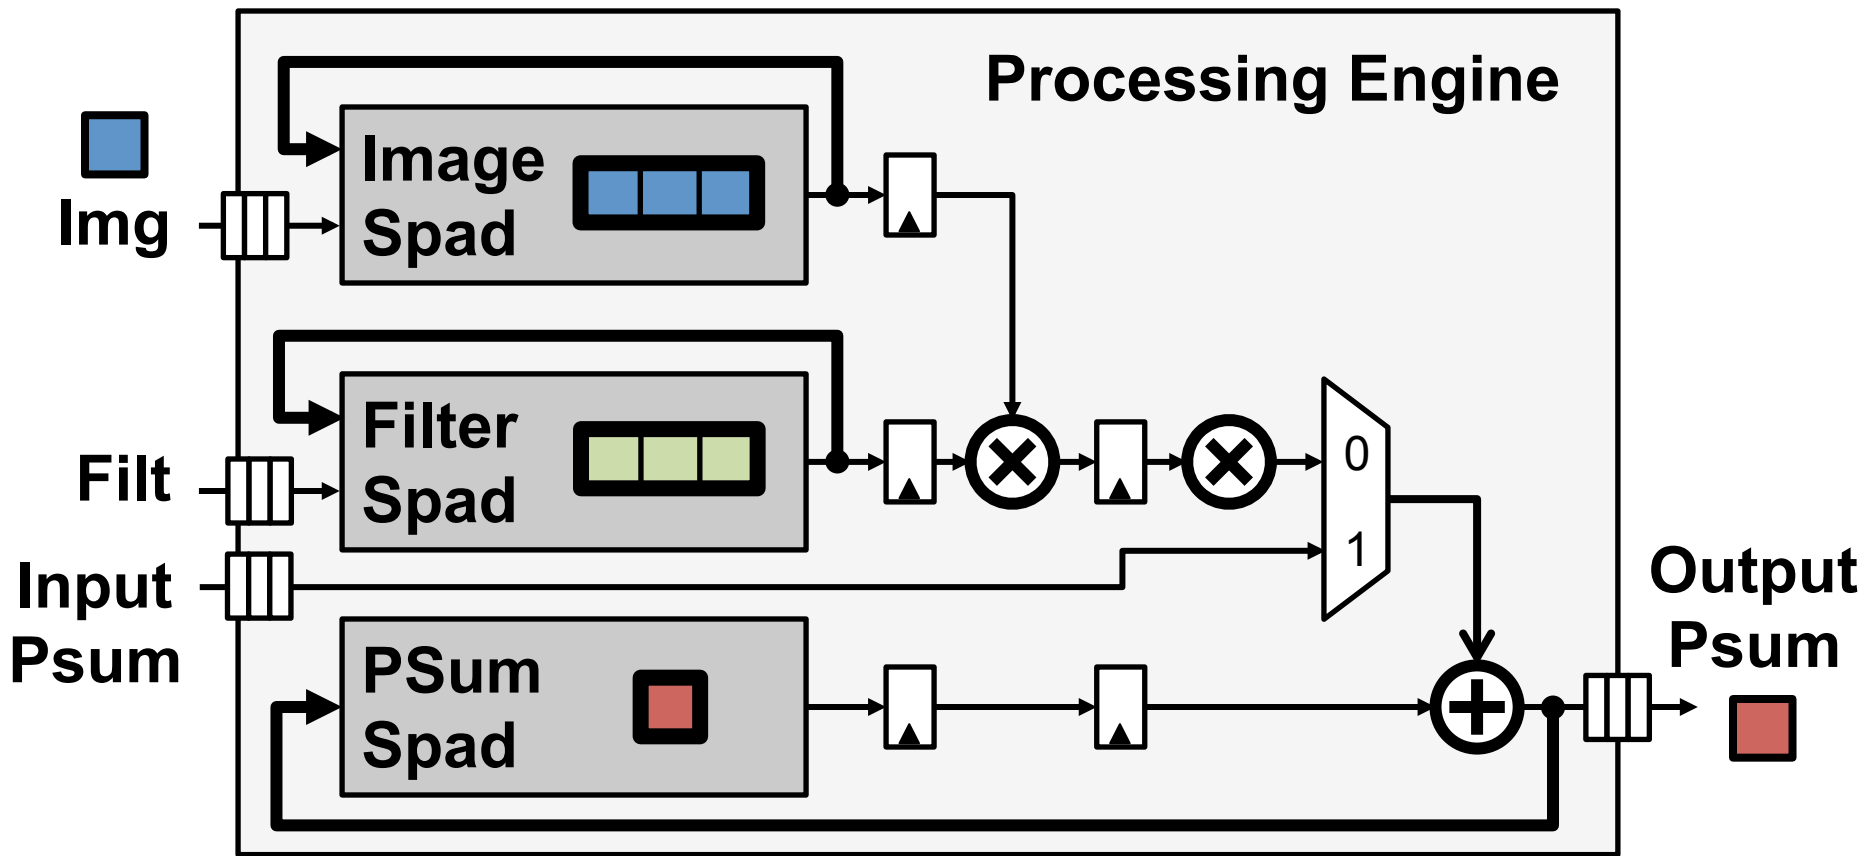 Processing Engine
Img
Image
Spad
Filt
Filter
Spad
0
1
Input
Psum
PSum
Spad
Output
Psum